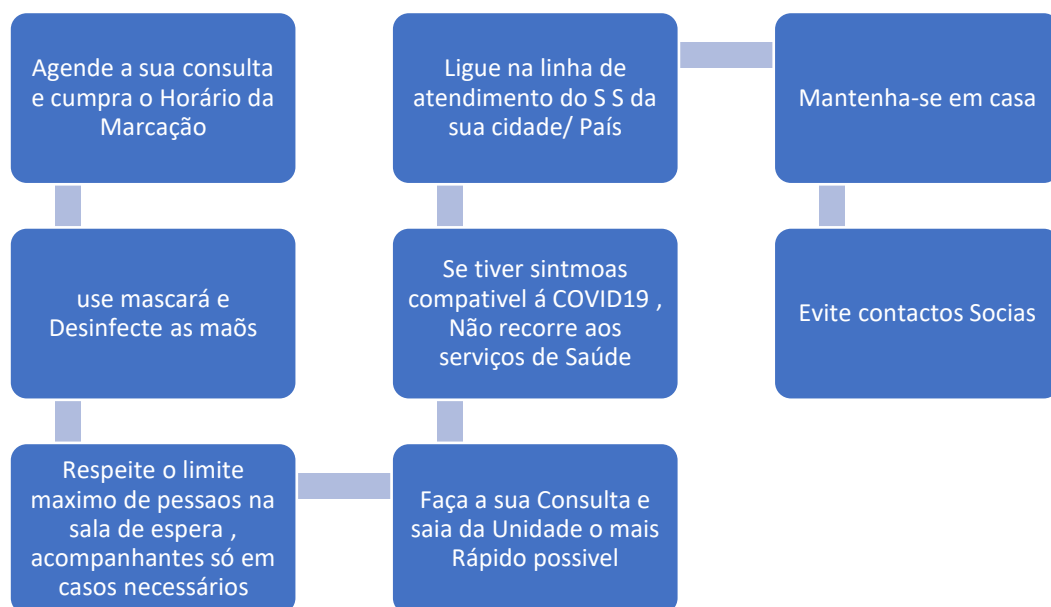 Agende a sua consulta
e cumpra o Horário da
Marcação
use mascará e
Desinfecte as maõs
Respeite o limite
maximo de pessaos na
sala de espera ,
acompanhantes só em
casos necessários
Faça a sua Consulta e
saia da Unidade o mais
Rápido possivel
Se tiver sintmoas
compativel á COVID19 ,
Não recorre aos
serviços de Saúde
Ligue na linha de
atendimento do S S da
sua cidade/ País
Mantenha-se em casa
Evite contactos Socias